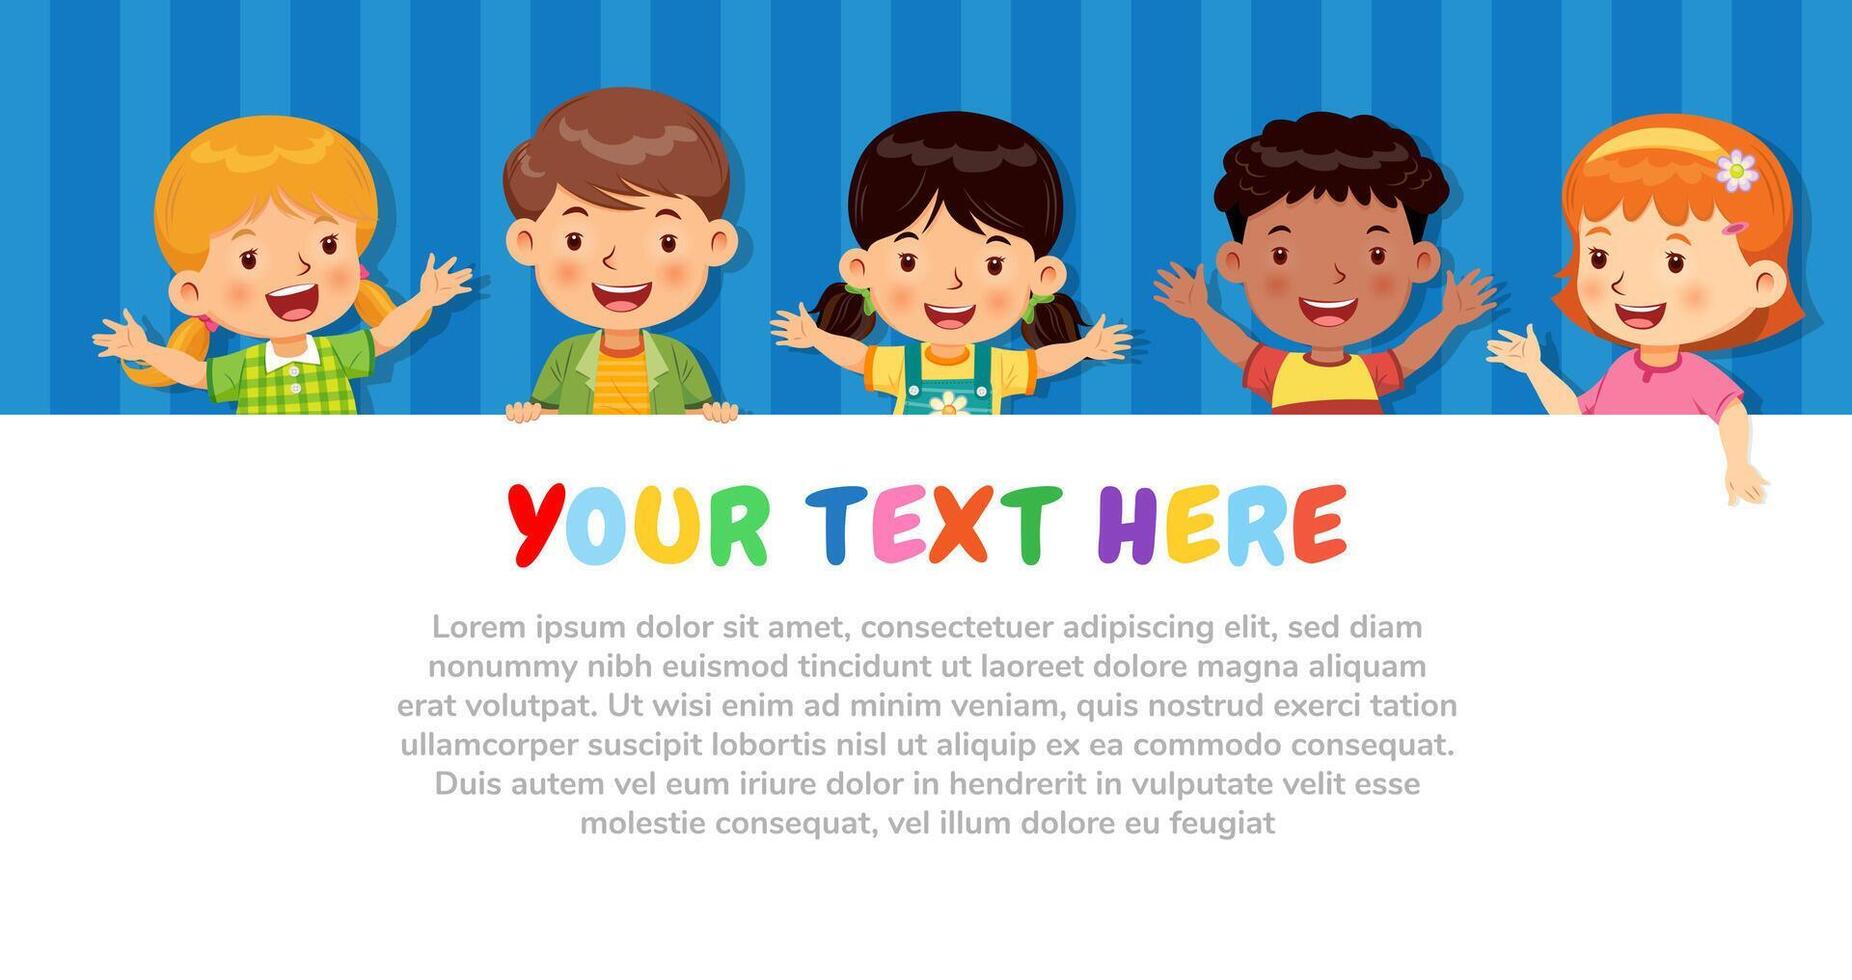 YOUR TEXT HERE
Lorem ipsum dolor sit amet, consectetuer adipiscing elit, sed diam
nonummy nibh euismod tincidunt ut laoreet dolore magna aliquam
erat volutpat. Ut wisi enim ad minim veniam, quis nostrud exerci tation
ullamcorper suscipit lobortis nisl ut aliquip ex ea commodo consequat.
Duis autem vel eum iriure dolor in hendrerit in vulputate velit esse
molestie consequat, vel illum dolore eu feugiat